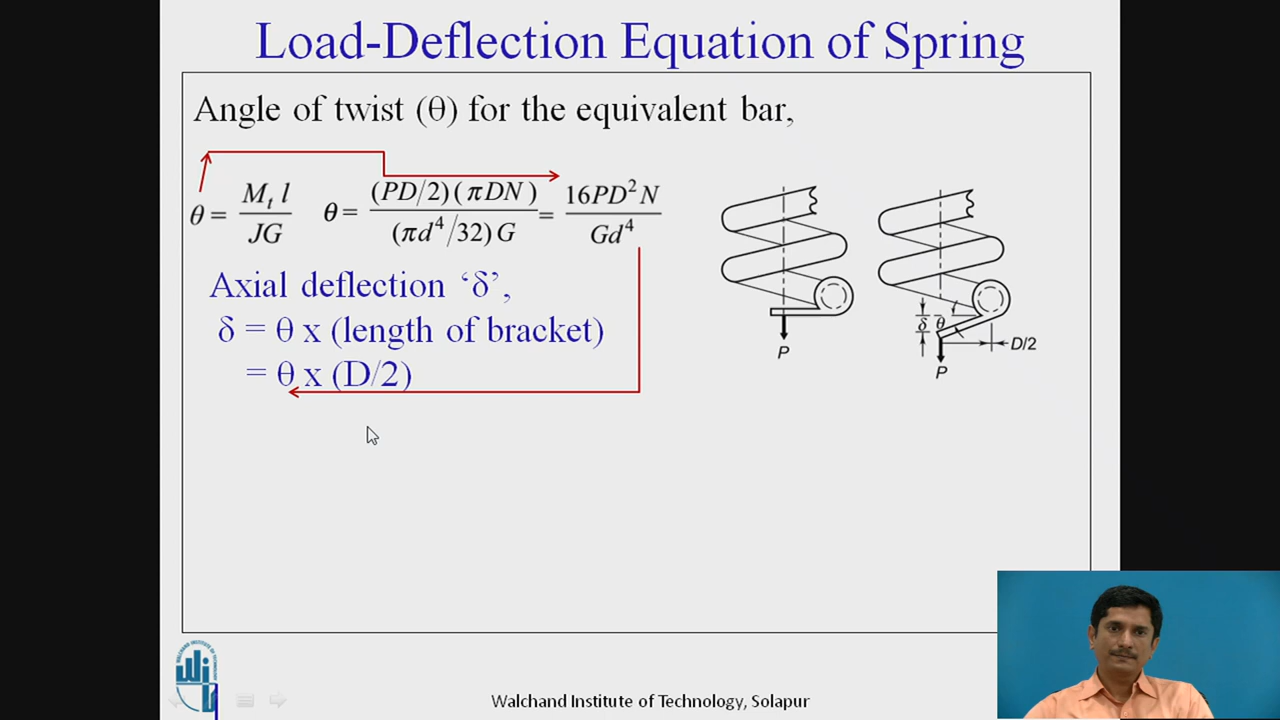 Load-Deflection Equation of Spring
Angle of twist (θ) for the equivalent bar,
θ = M_t l / JG    θ = (PD/2)(πDN) / (πd⁴/32)G = 16PD²N / Gd⁴
Axial deflection ‘δ’,
δ = θ x (length of bracket)
= θ x (D/2)
P
δ θ
D/2
P
Walchand Institute of Technology, Solapur